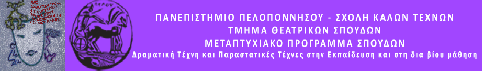 ΠΑΝΕΠΙΣΤΗΜΙΟ ΠΕΛΟΠΟΝΝΗΣΟΥ - ΣΧΟΛΗ ΚΑΛΩΝ ΤΕΧΝΩΝ
ΤΜΗΜΑ ΘΕΑΤΡΙΚΩΝ ΣΠΟΥΔΩΝ
ΜΕΤΑΠΤΥΧΙΑΚΟ ΠΡΟΓΡΑΜΜΑ ΣΠΟΥΔΩΝ
Δραματική Τέχνη και Παραστατικές Τέχνες στην Εκπαίδευση και στη δια βίου μάθηση